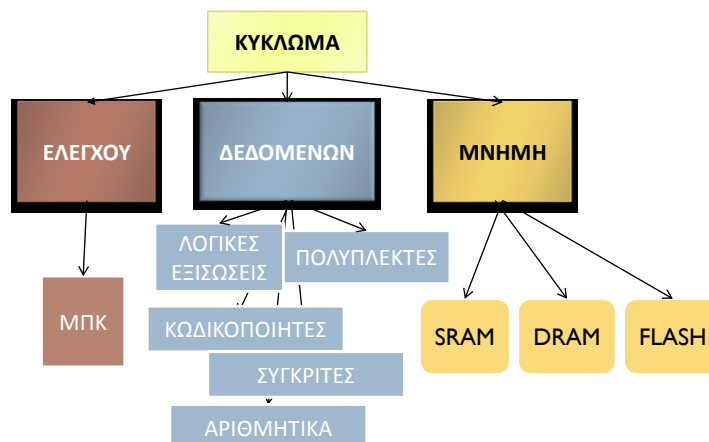 ΚΥΚΛΩΜΑ
ΕΛΕΓΧΟΥ
ΔΕΔΟΜΕΝΩΝ
ΜΝΗΜΗ
ΛΟΓΙΚΕΣ
ΕΞΙΣΩΣΕΙΣ
ΠΟΛΥΠΛΕΚΤΕΣ
ΜΠΚ
ΚΩΔΙΚΟΠΟΙΗΤΕΣ
SRAM
DRAM
FLASH
ΣΥΓΚΡΙΤΕΣ
ΑΡΙΘΜΗΤΙΚΑ